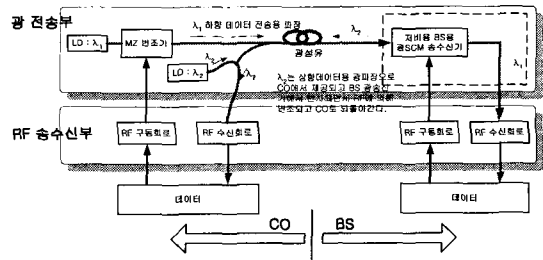 광 전송부
LD : λ₁
MZ 변조기
λ₁ 하향 데이터 전송용 파장
λ₂
광섬유
LD : λ₂
λ₂
λ₂
저비용 BS용
광SCM 송수신기
λ₁
λ₂는 상향데이터용 광파장으로
CO에서 제공되고 BS 광송신
변조되고 CO로 되돌아간다.
RF 송수신부
RF 구동회로
RF 수신회로
RF 구동회로
RF 수신회로
데이터
데이터
CO
BS